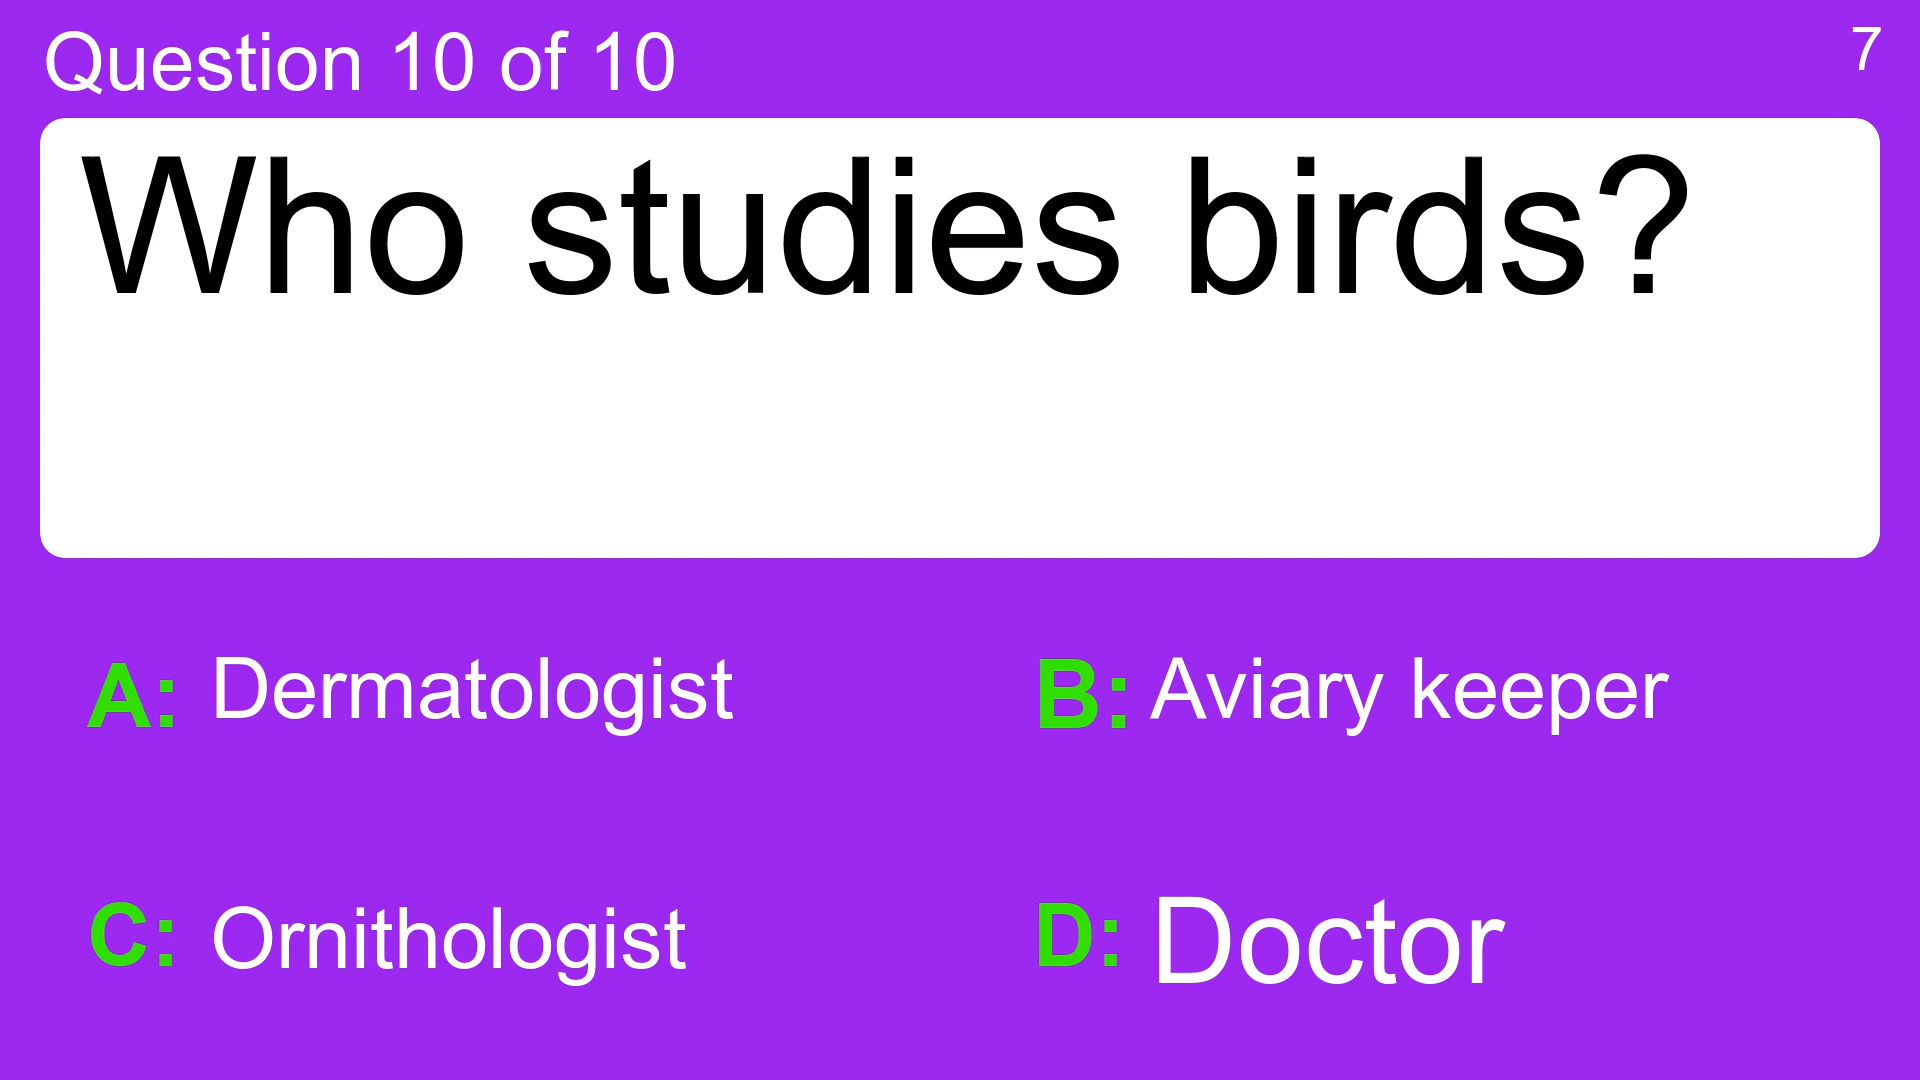 Question 10 of 10
7
Who studies birds?
A: Dermatologist
B: Aviary keeper
C: Ornithologist
D: Doctor